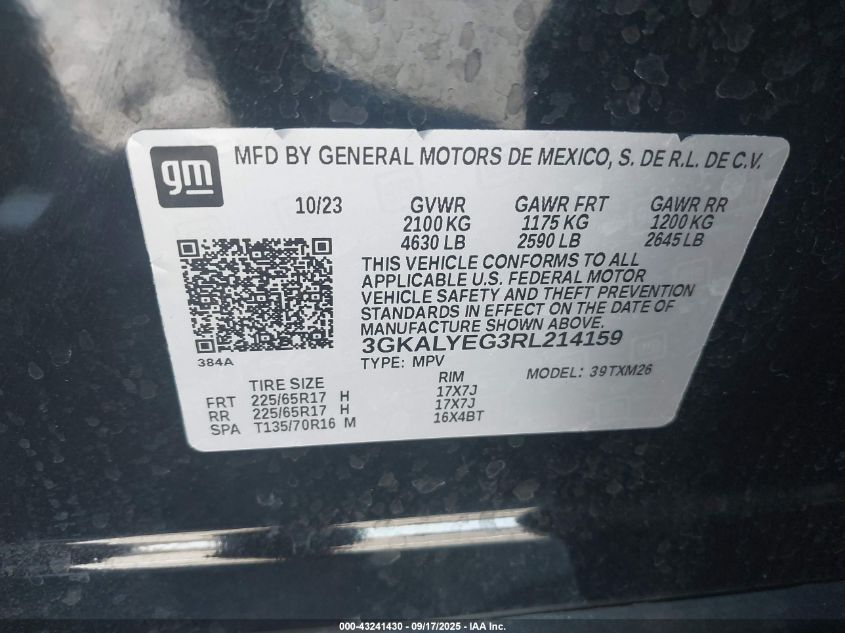 gm MFD BY GENERAL MOTORS DE MEXICO, S. DE R.L. DE C.V.
10/23 GVWR GAWR FRT GAWR RR
2100 KG 1175 KG 1200 KG
4630 LB 2590 LB 2645 LB
THIS VEHICLE CONFORMS TO ALL
APPLICABLE U.S. FEDERAL MOTOR
VEHICLE SAFETY AND THEFT PREVENTION
STANDARDS IN EFFECT ON THE DATE OF
MANUFACTURE SHOWN ABOVE.
3GKALYEG3RL214159
384A TYPE: MPV MODEL: 39TXM26
TIRE SIZE RIM
FRT 225/65R17 H 17X7J
RR 225/65R17 H 17X7J
SPA T135/70R16 M 16X4BT
000-43241430 - 09/17/2025 - IAA Inc.